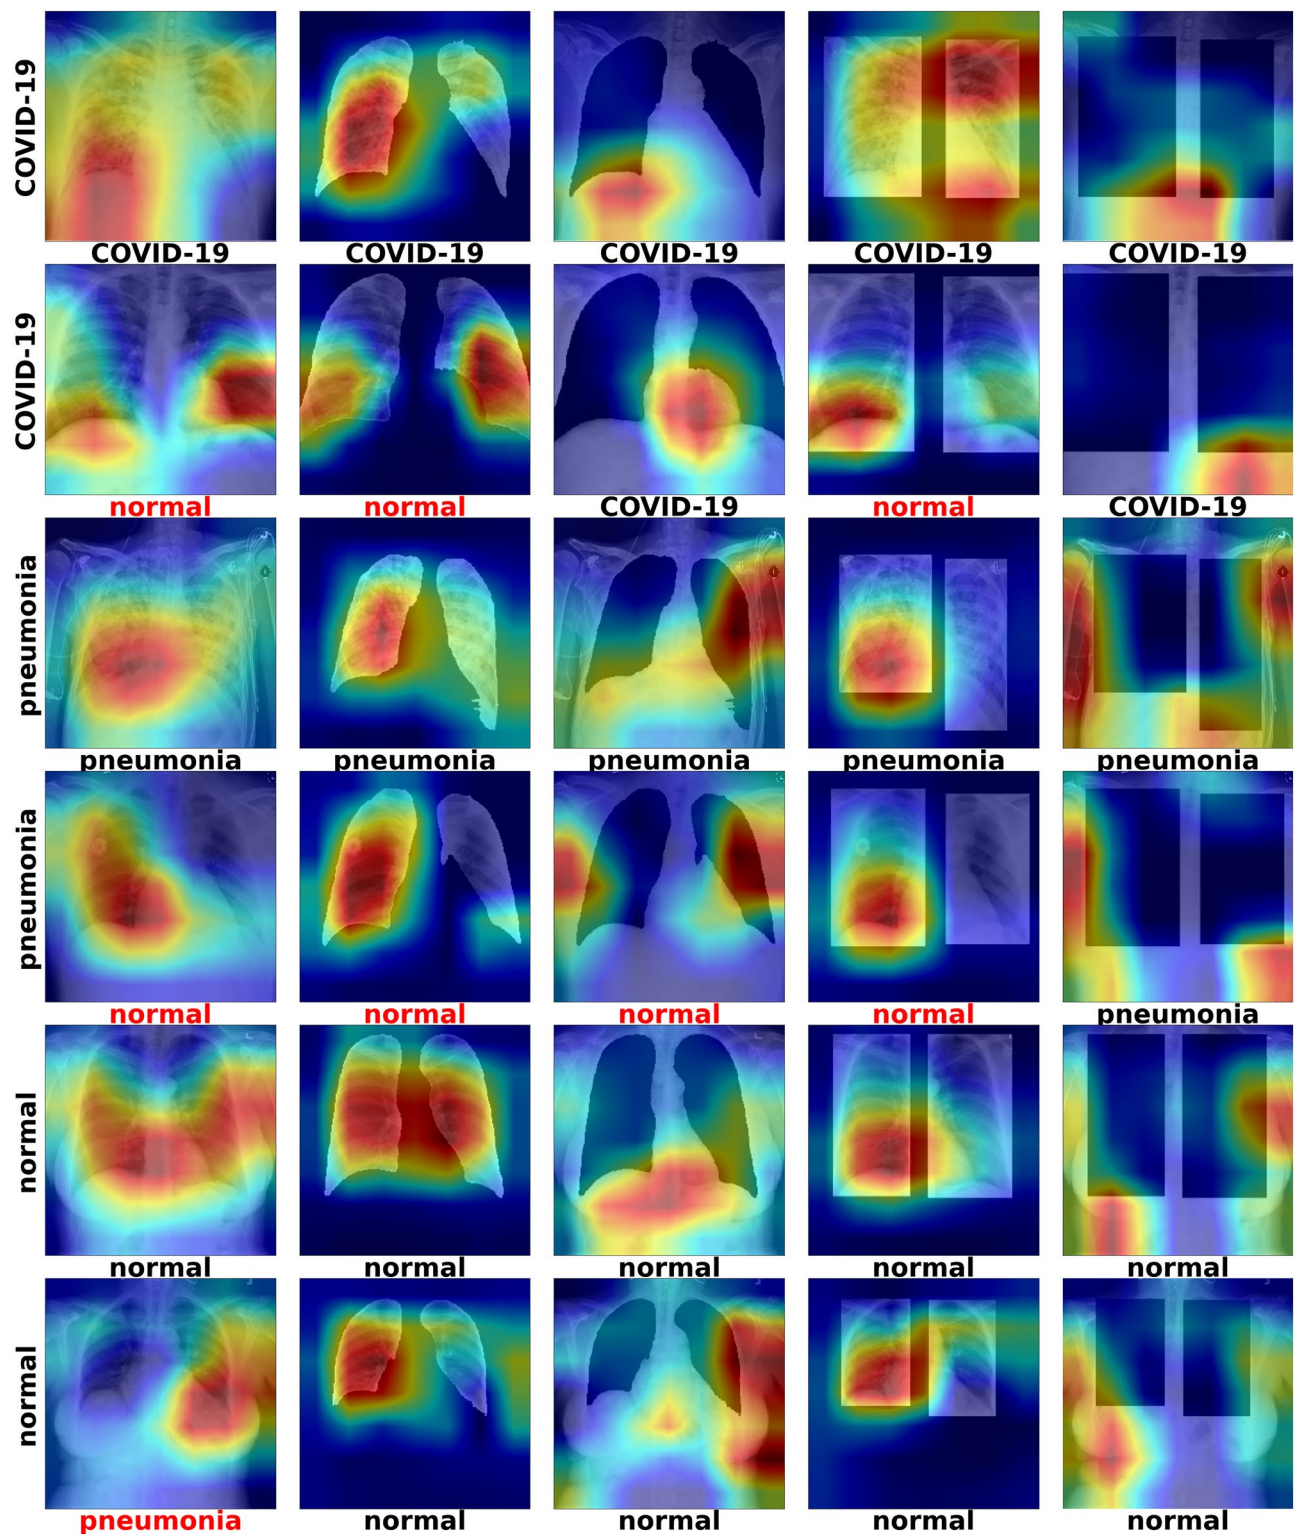 COVID-19
COVID-19 COVID-19 COVID-19 COVID-19 COVID-19
COVID-19
normal normal COVID-19 normal COVID-19
pneumonia
pneumonia pneumonia pneumonia pneumonia pneumonia
pneumonia
normal normal normal normal pneumonia
normal
normal normal normal normal normal
normal
pneumonia normal normal normal normal